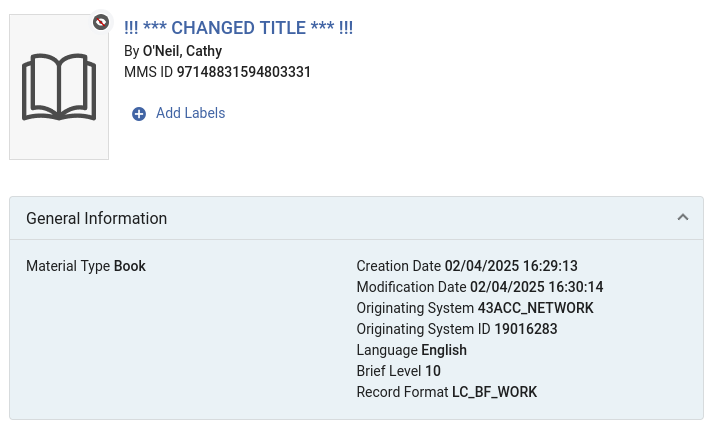 !!! *** CHANGED TITLE *** !!!
By O'Neil, Cathy
MMS ID 97148831594803331
Add Labels
General Information
Material Type Book
Creation Date 02/04/2025 16:29:13
Modification Date 02/04/2025 16:30:14
Originating System 43ACC_NETWORK
Originating System ID 19016283
Language English
Brief Level 10
Record Format LC_BF_WORK